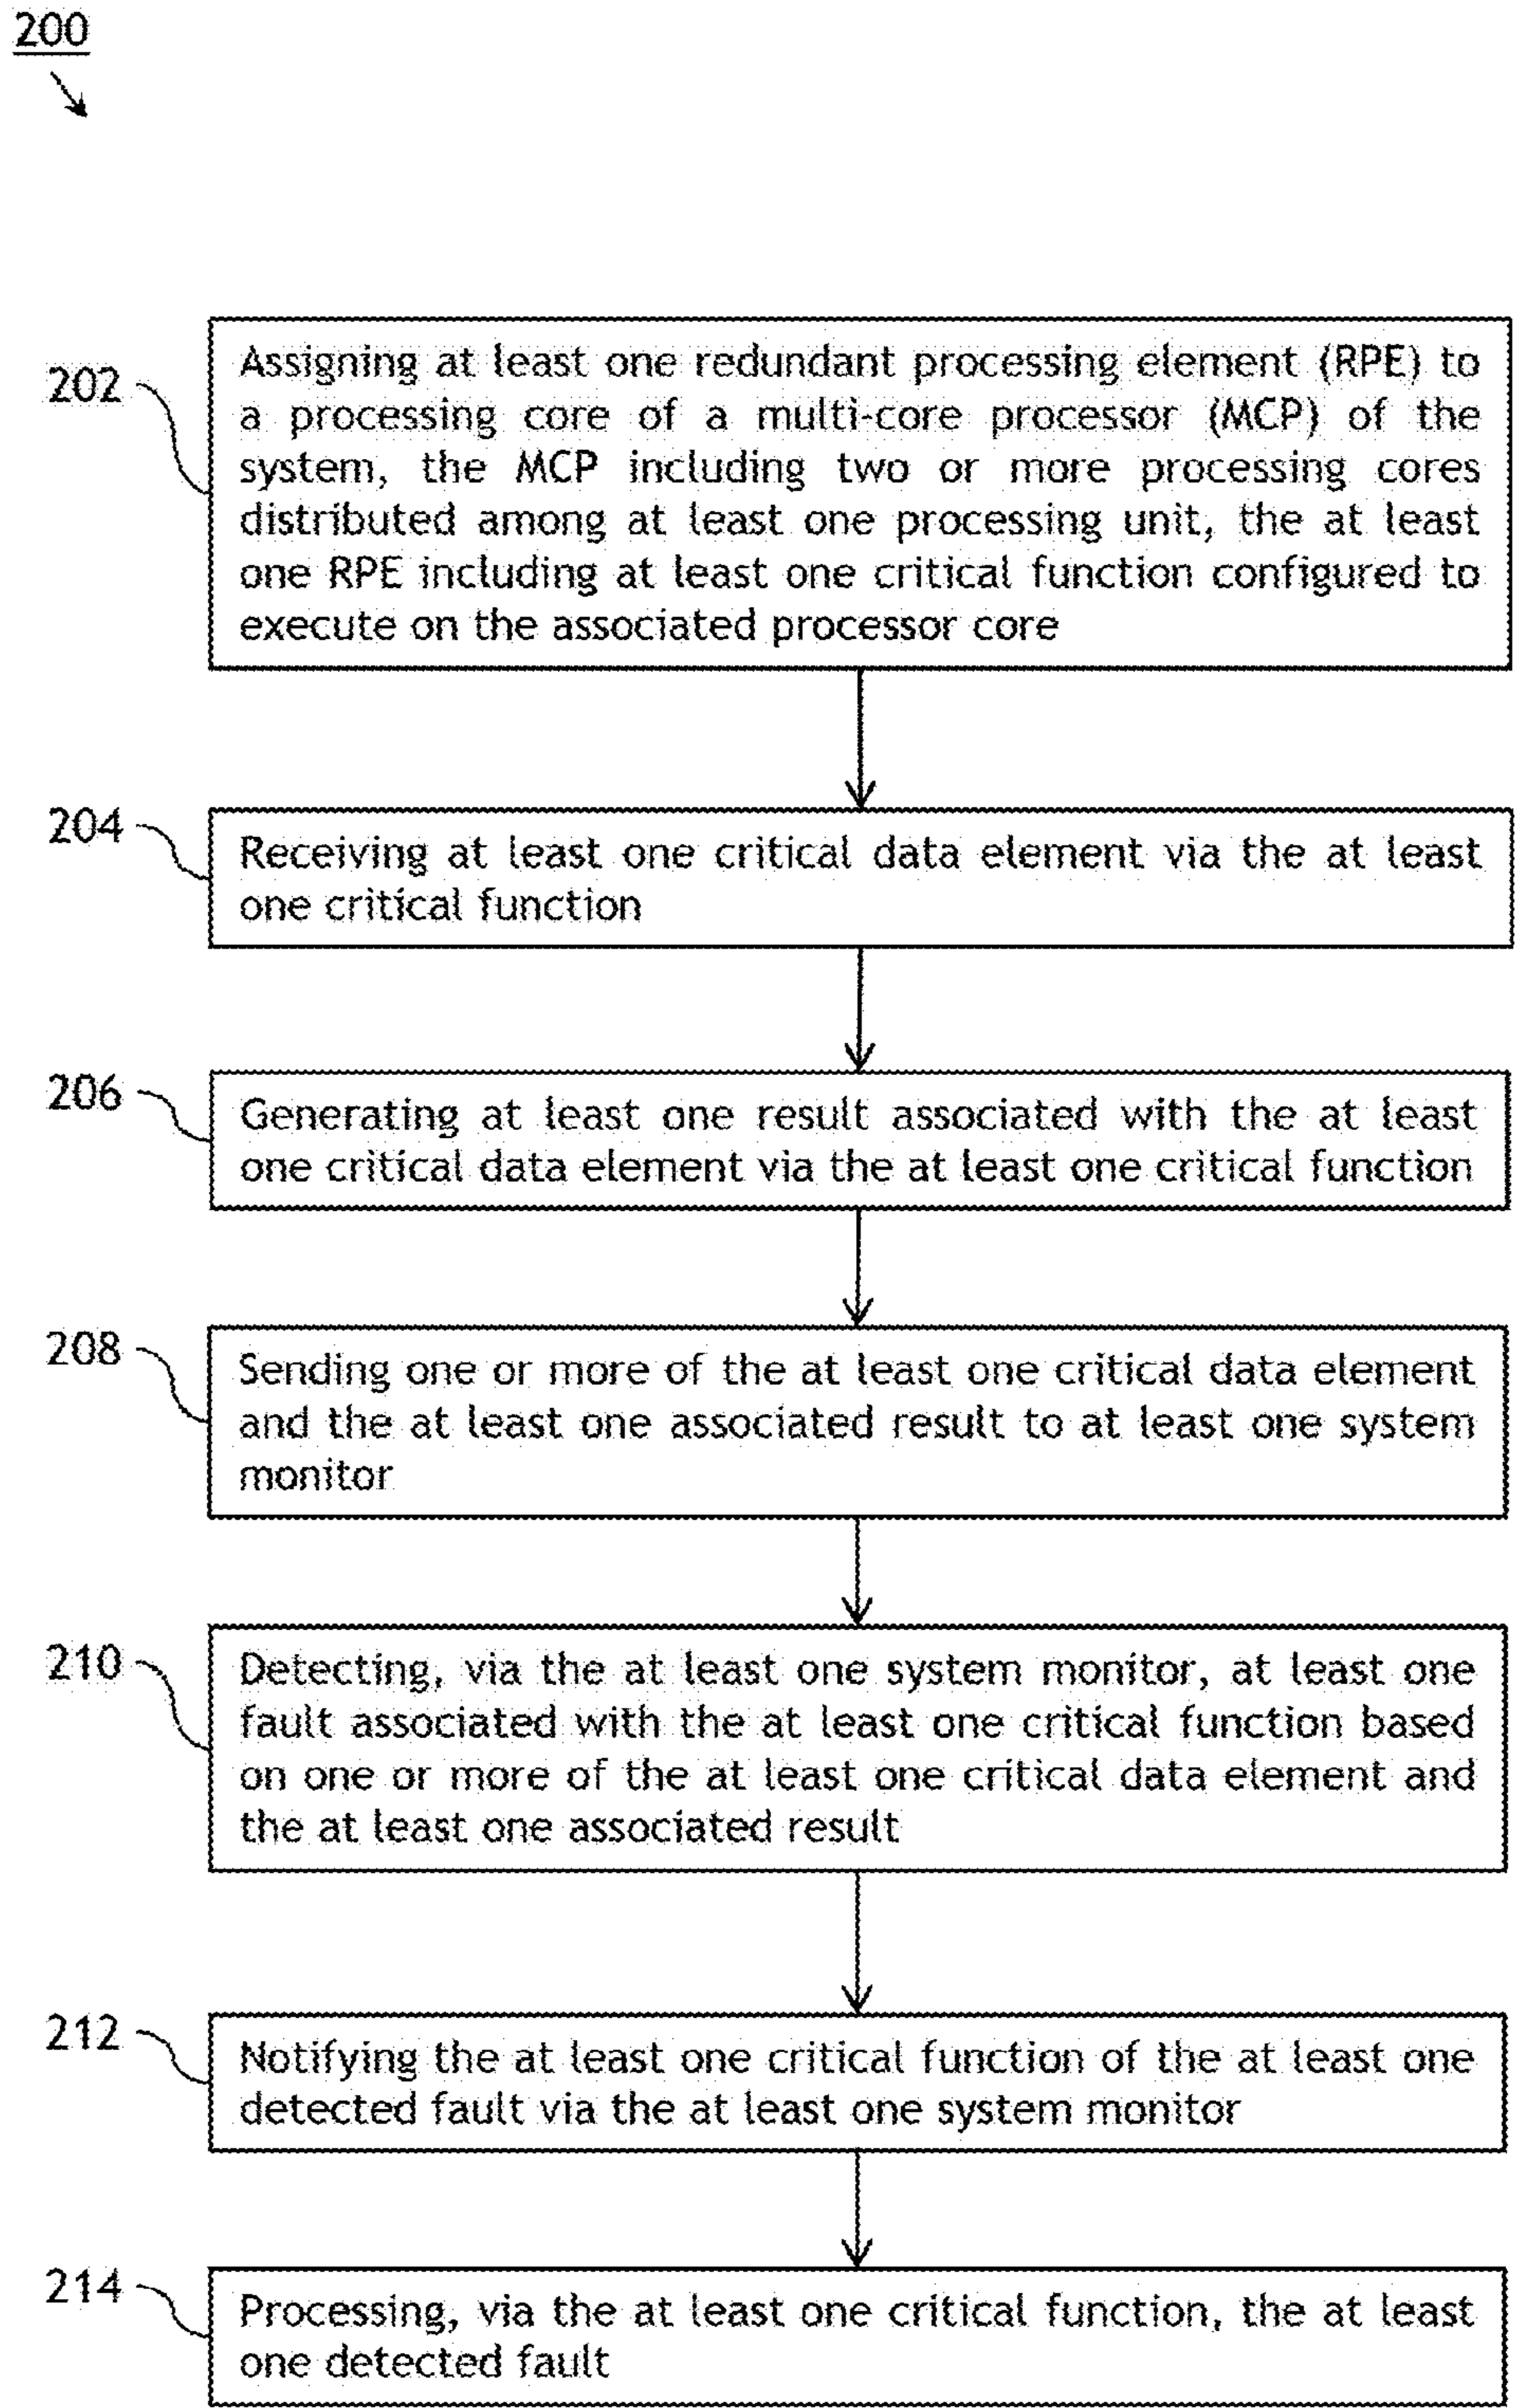 200
202
Assigning at least one redundant processing element (RPE) to
a processing core of a multi-core processor (MCP) of the
system, the MCP including two or more processing cores
distributed among at least one processing unit, the at least
one RPE including at least one critical function configured to
execute on the associated processor core
204
Receiving at least one critical data element via the at least
one critical function
206
Generating at least one result associated with the at least
one critical data element via the at least one critical function
208
Sending one or more of the at least one critical data element
and the at least one associated result to at least one system
monitor
210
Detecting, via the at least one system monitor, at least one
fault associated with the at least one critical function based
on one or more of the at least one critical data element and
the at least one associated result
212
Notifying the at least one critical function of the at least one
detected fault via the at least one system monitor
214
Processing, via the at least one critical function, the at least
one detected fault